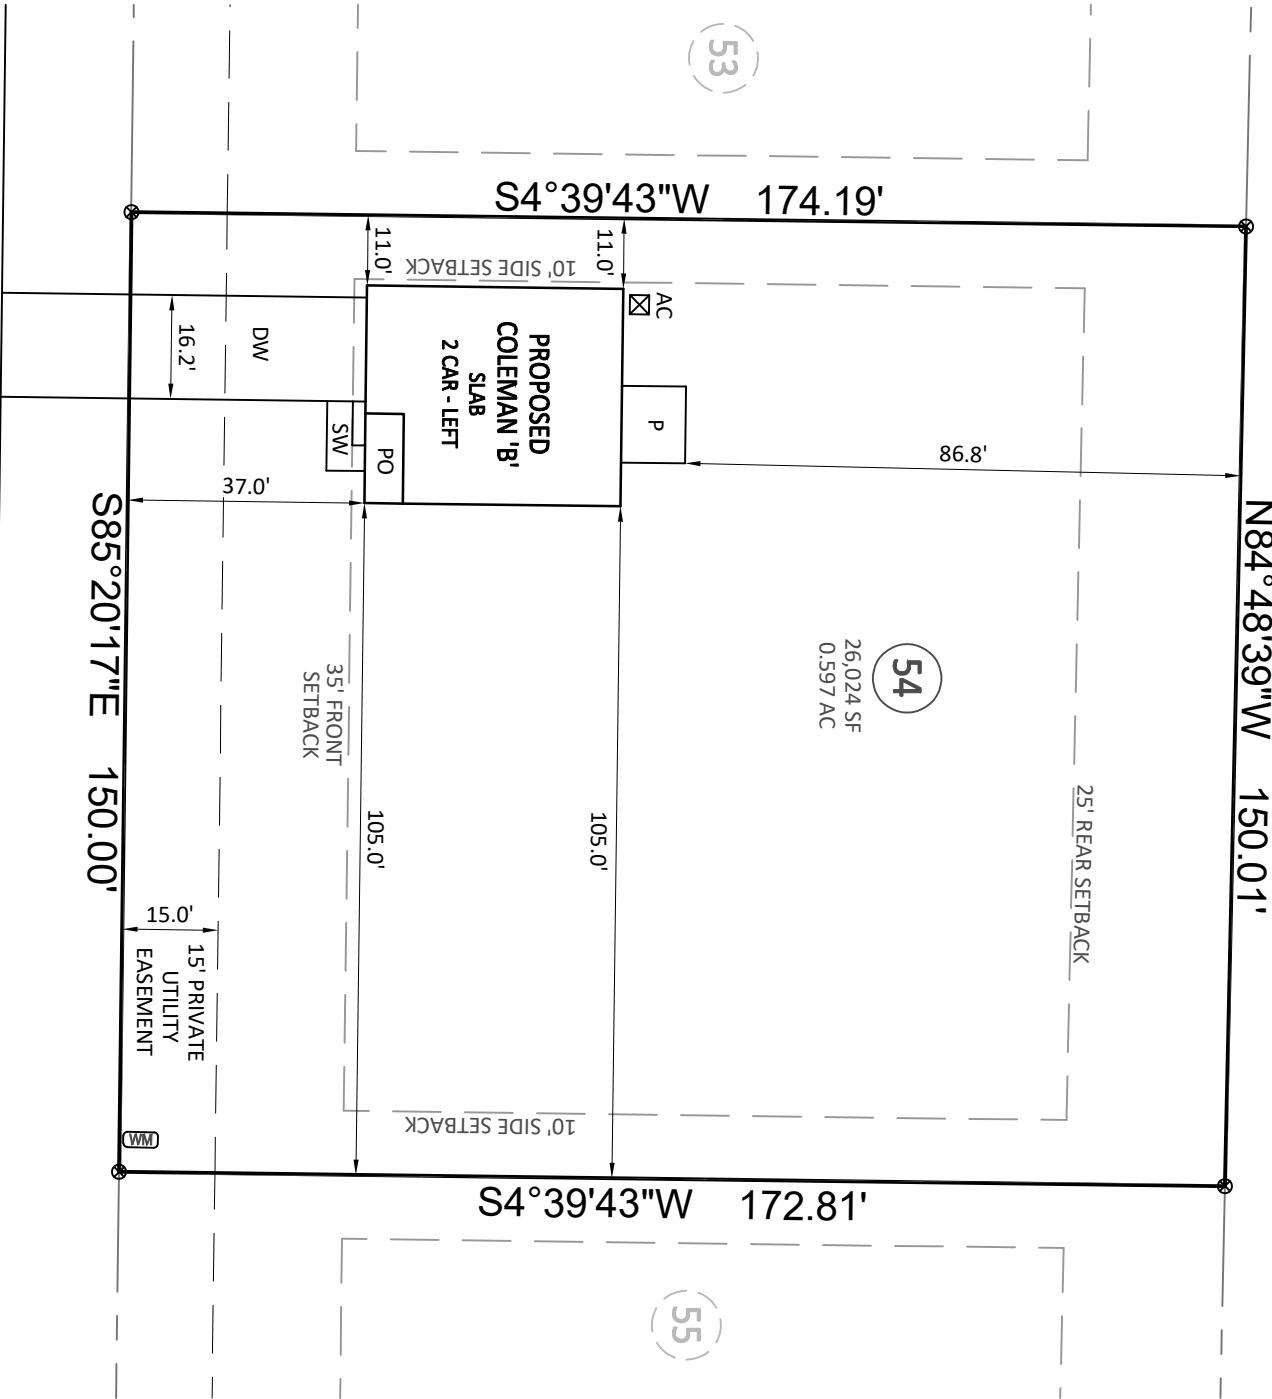 53
S4°39'43"W 174.19'
11.0'
11.0'
10' SIDE SETBACK
AC
16.2'
DW
PROPOSED
COLEMAN 'B'
SLAB
2 CAR - LEFT
P
SW
PO
86.8'
37.0'
S85°20'17"E 150.00'
N84°48'39"W 150.01'
54
26,024 SF
0.597 AC
35' FRONT
SETBACK
25' REAR SETBACK
105.0'
105.0'
15.0'
15' PRIVATE
UTILITY
EASEMENT
10' SIDE SETBACK
WM
S4°39'43"W 172.81'
55